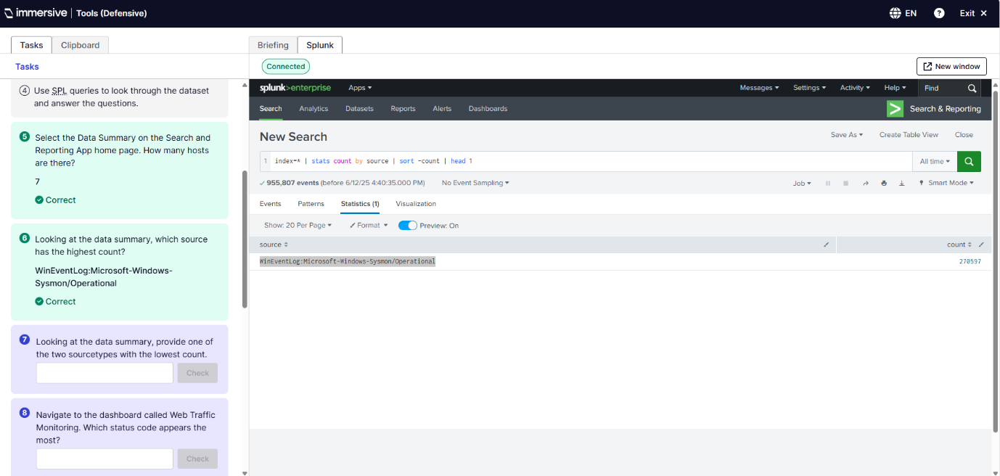 immersive | Tools (Defensive)
EN
? Exit ×
Tasks
Clipboard
Briefing
Splunk
Tasks
Connected
New window
4 Use SPL queries to look through the dataset
and answer the questions.
5 Select the Data Summary on the Search and
Reporting App home page. How many hosts
are there?
7
Correct
6 Looking at the data summary, which source
has the highest count?
WinEventLog:Microsoft-Windows-
Sysmon/Operational
Correct
7 Looking at the data summary, provide one of
the two sourcetypes with the lowest count.
Check
8 Navigate to the dashboard called Web Traffic
Monitoring. Which status code appears the
most?
Check
splunk>enterprise Apps
Messages Settings Activity Help Find
Search Analytics Datasets Reports Alerts Dashboards
> Search & Reporting
New Search
Save As Create Table View Close
1 index=* | stats count by source | sort -count | head 1
All time
955,807 events (before 6/12/25 4:40:35.000 PM) No Event Sampling
Job Smart Mode
Events Patterns Statistics (1) Visualization
Show: 20 Per Page Format Preview: On
source count
WinEventLog:Microsoft-Windows-Sysmon/Operational 270597